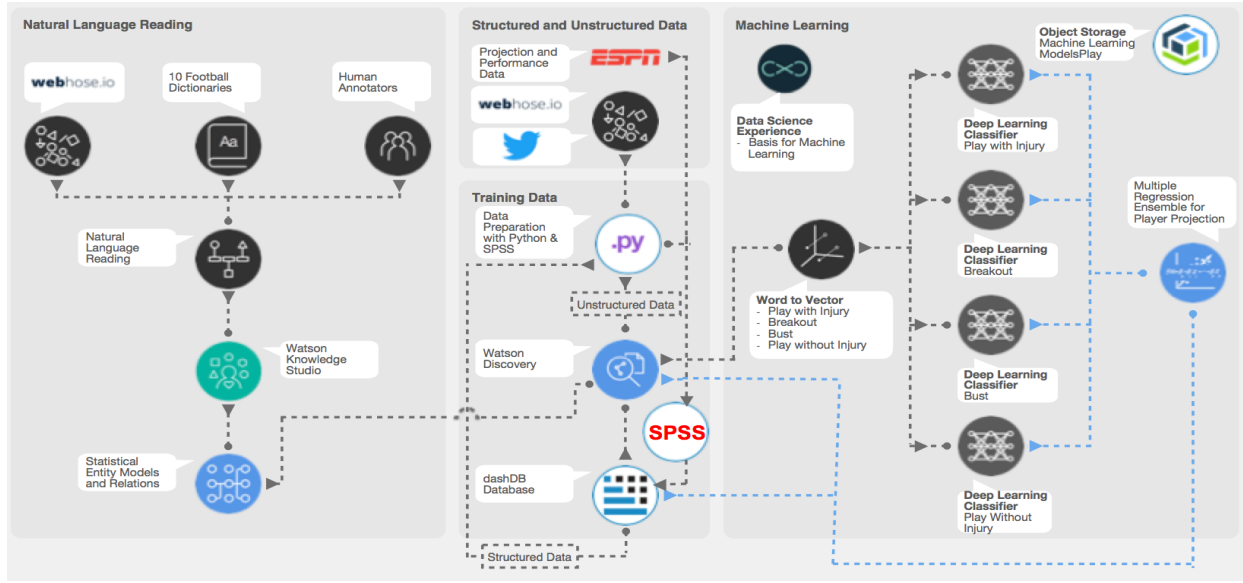 Natural Language Reading
webhose.io
10 Football
Dictionaries
Human
Annotators
Aa
Natural
Language
Reading
Watson
Knowledge
Studio
Statistical
Entity Models
and Relations
Structured and Unstructured Data
Projection and
Performance
Data
ESPN
webhose.io
Training Data
Data
Preparation
with Python &
SPSS
.py
Unstructured Data
Watson
Discovery
SPSS
dashDB
Database
Structured Data
Machine Learning
Data Science
Experience
- Basis for Machine
Learning
Word to Vector
- Play with Injury
- Breakout
- Bust
- Play without Injury
Deep Learning
Classifier
Play with Injury
Deep Learning
Classifier
Breakout
Deep Learning
Classifier
Bust
Deep Learning
Classifier
Play Without
Injury
Object Storage
Machine Learning
ModelsPlay
Multiple
Regression
Ensemble for
Player Projection